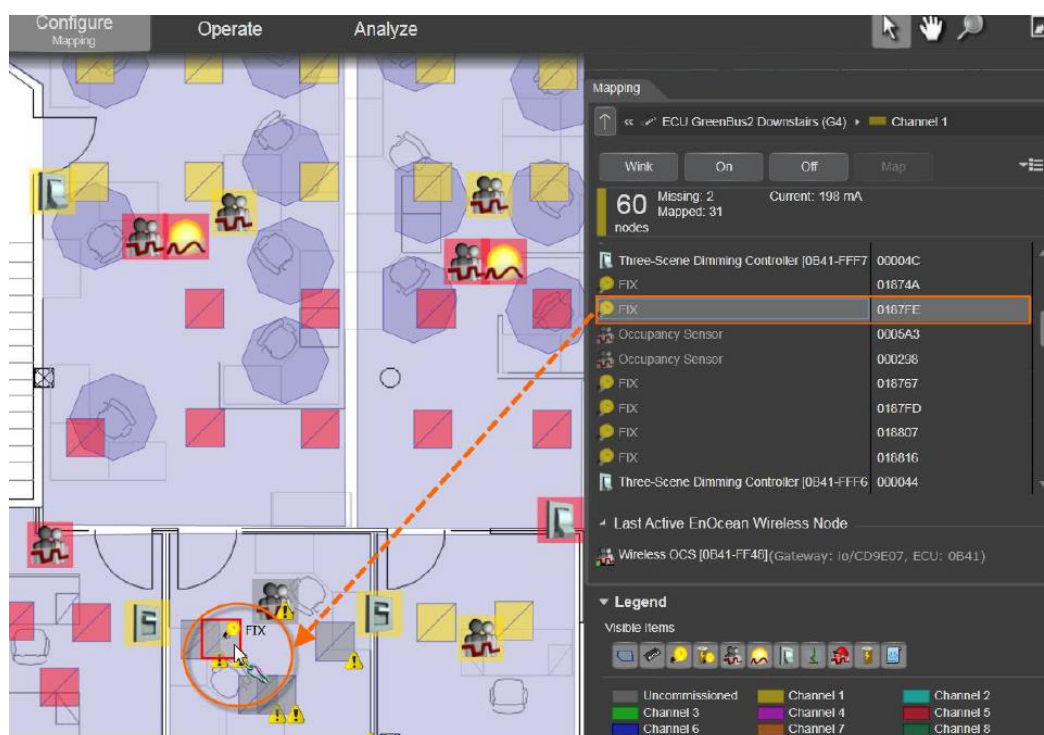 Configure
Mapping
Operate
Analyze
Mapping
« ECU GreenBus2 Downstairs (G4) ▸ Channel 1
Wink On Off Map
60 nodes
Missing: 2
Mapped: 31
Current: 198 mA
Three-Scene Dimming Controller [0B41-FFF7 00004C
FIX 01874A
FIX 0187FE
Occupancy Sensor 0005A3
Occupancy Sensor 000298
FIX 018767
FIX 0187FD
FIX 018807
FIX 018816
Three-Scene Dimming Controller [0B41-FFF6 000044
Last Active EnOcean Wireless Node
Wireless OCS [0B41-FF48](Gateway: io/CD9E07, ECU: 0B41)
FIX
Legend
Visible Items
Uncommissioned Channel 1 Channel 2
Channel 3 Channel 4 Channel 5
Channel 6 Channel 7 Channel 8